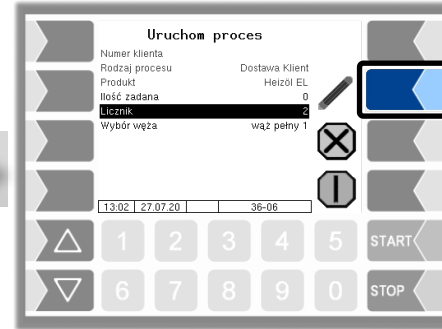 Uruchom proces
Numer klienta
Rodzaj procesu Dostawa Klient
Produkt Heizöl EL
Ilość zadana 0
Licznik 2
Wybór węża wąż pełny 1
13:02 27.07.20 36-06
1 2 3 4 5 START
6 7 8 9 0 STOP